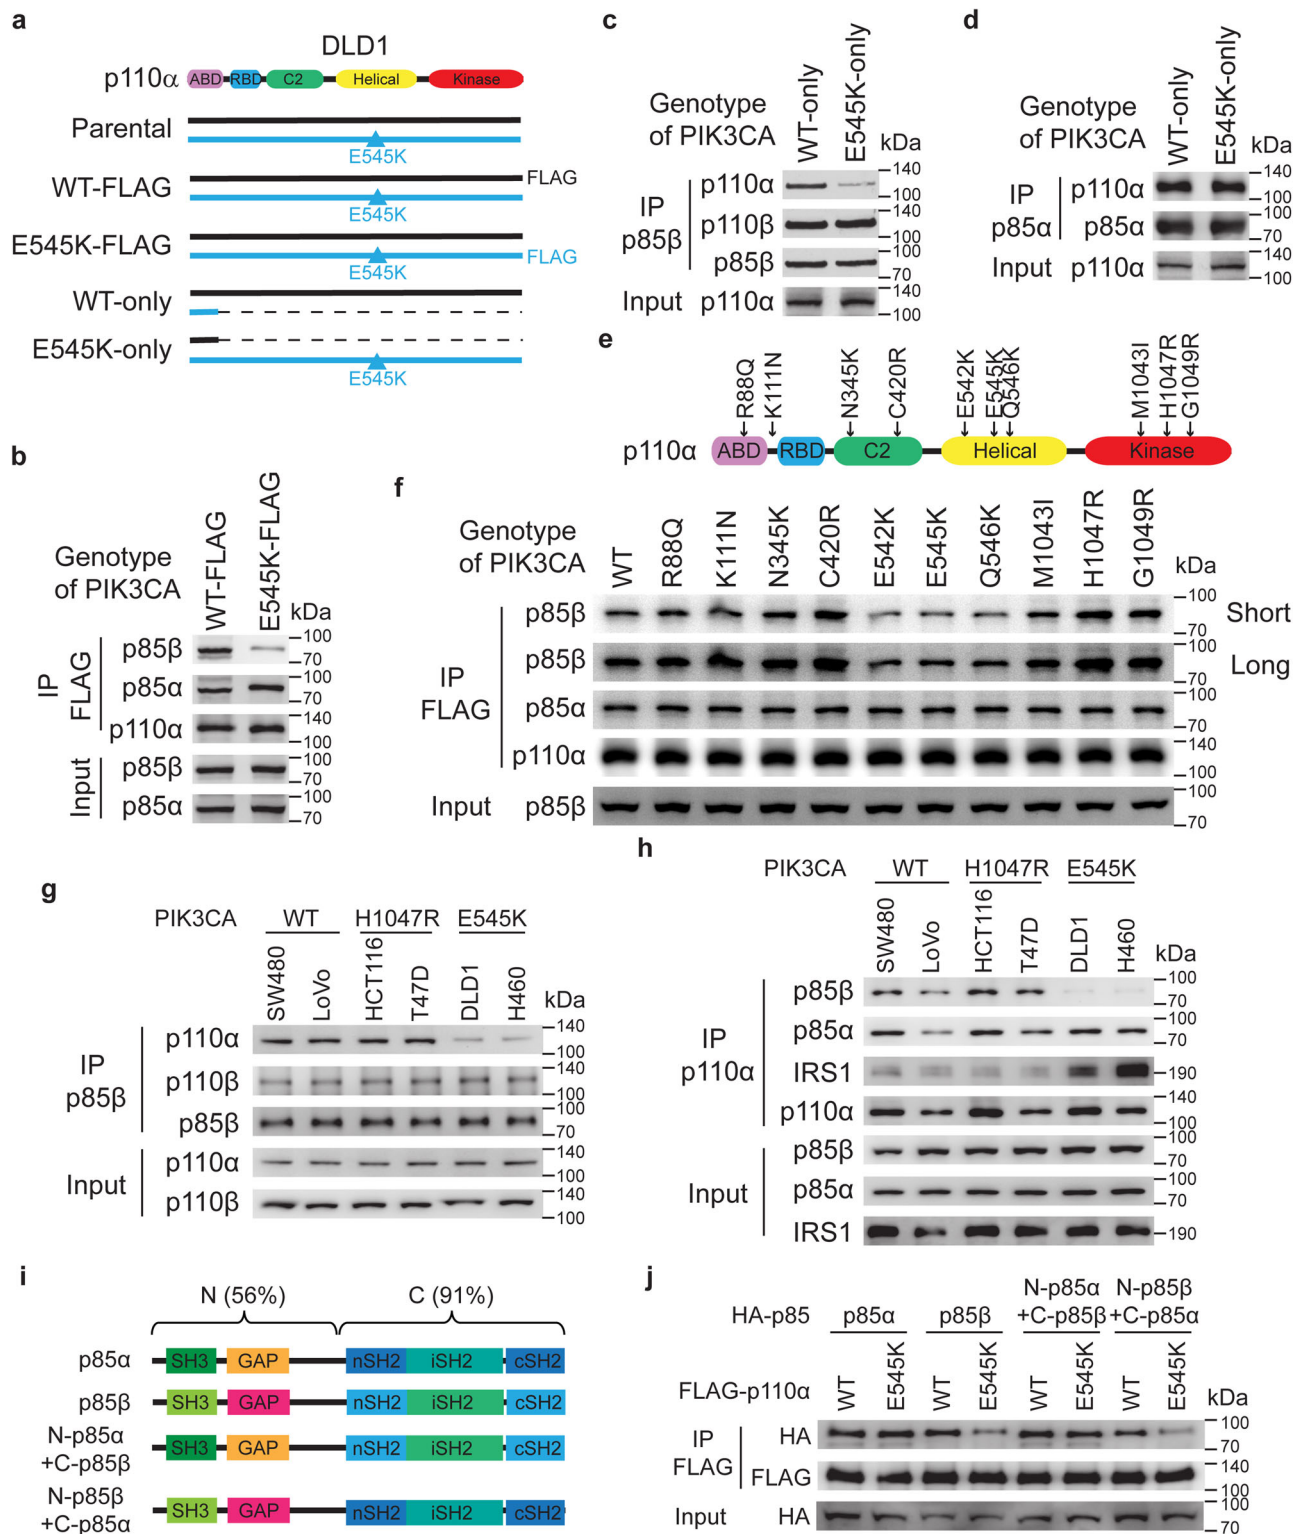 a
DLD1
p110α ABD RBD C2 Helical Kinase
Parental
E545K
WT-FLAG FLAG
E545K
E545K-FLAG FLAG
E545K
WT-only
E545K-only
E545K
b
Genotype of PIK3CA
WT-FLAG E545K-FLAG
kDa
IP FLAG
p85β 100 70
p85α 100 70
p110α 140 100
Input
p85β 100 70
p85α 100 70
c
Genotype of PIK3CA
WT-only E545K-only
kDa
IP p85β
p110α 140 100
p110β 140 100
p85β 100 70
Input p110α 140 100
d
Genotype of PIK3CA
WT-only E545K-only
kDa
IP p85α
p110α 140 100
p85α 100 70
Input p110α 140 100
e
R88Q K111N N345K C420R E542K E545K Q546K M1043I H1047R G1049R
p110α ABD RBD C2 Helical Kinase
f
Genotype of PIK3CA
WT R88Q K111N N345K C420R E542K E545K Q546K M1043I H1047R G1049R
kDa
IP FLAG
p85β 100 70 Short
p85β 100 70 Long
p85α 100 70
p110α 140 100
Input p85β 100 70
g
PIK3CA WT H1047R E545K
SW480 LoVo HCT116 T47D DLD1 H460
kDa
IP p85β
p110α 140 100
p110β 140 100
p85β 100 70
Input
p110α 140 100
p110β 140 100
h
PIK3CA WT H1047R E545K
SW480 LoVo HCT116 T47D DLD1 H460
kDa
IP p110α
p85β 100 70
p85α 100 70
IRS1 190
p110α 140 100
Input
p85β 100 70
p85α 100 70
IRS1 190
i
N (56%) C (91%)
p85α SH3 GAP nSH2 iSH2 cSH2
p85β SH3 GAP nSH2 iSH2 cSH2
N-p85α
+C-p85β SH3 GAP nSH2 iSH2 cSH2
N-p85β
+C-p85α SH3 GAP nSH2 iSH2 cSH2
j
HA-p85 p85α p85β N-p85α +C-p85β N-p85β +C-p85α
FLAG-p110α WT E545K WT E545K WT E545K WT E545K
kDa
IP FLAG
HA 100 70
FLAG 140 100
Input HA 100 70